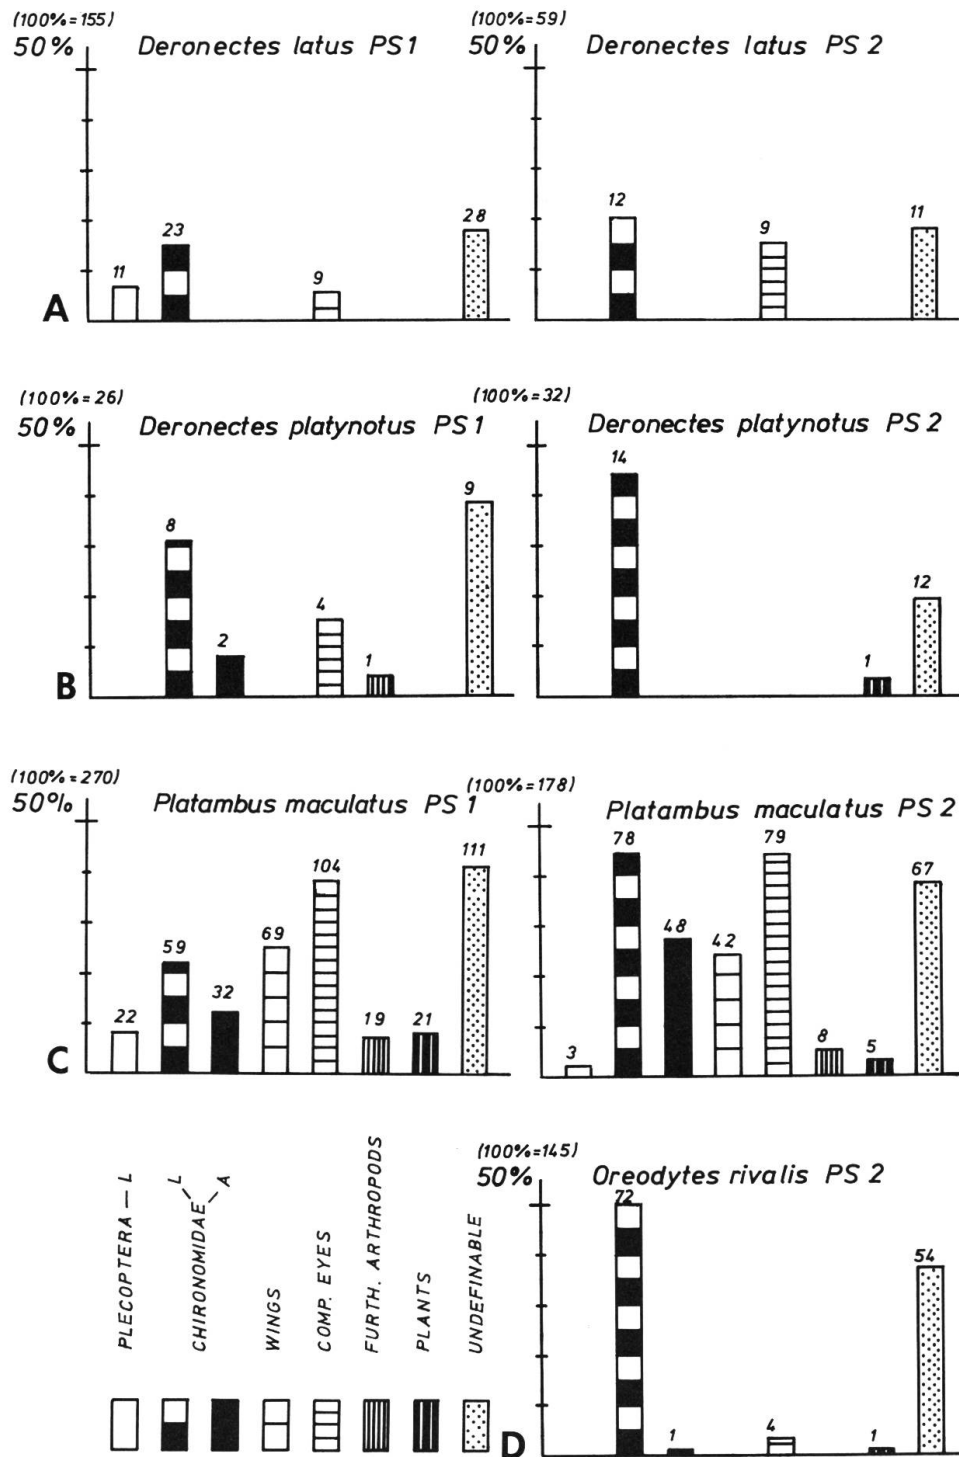 (100%=155)
50%
Deronectes latus PS1
11
23
9
28
A
(100%=59)
Deronectes latus PS 2
12
9
11
(100%=26)
50%
Deronectes platynotus PS1
8
2
4
1
9
B
(100%=32)
Deronectes platynotus PS 2
14
1
12
(100%=270)
50%
Platambus maculatus PS 1
22
59
32
69
104
19
21
111
C
(100%=178)
Platambus maculatus PS 2
3
78
48
42
79
8
5
67
PLECOPTERA — L
CHIRONOMIDAE
L
A
WINGS
COMP. EYES
FURTH. ARTHROPODS
PLANTS
UNDEFINABLE
(100%=145)
50%
Oreodytes rivalis PS 2
72
1
4
1
54
D